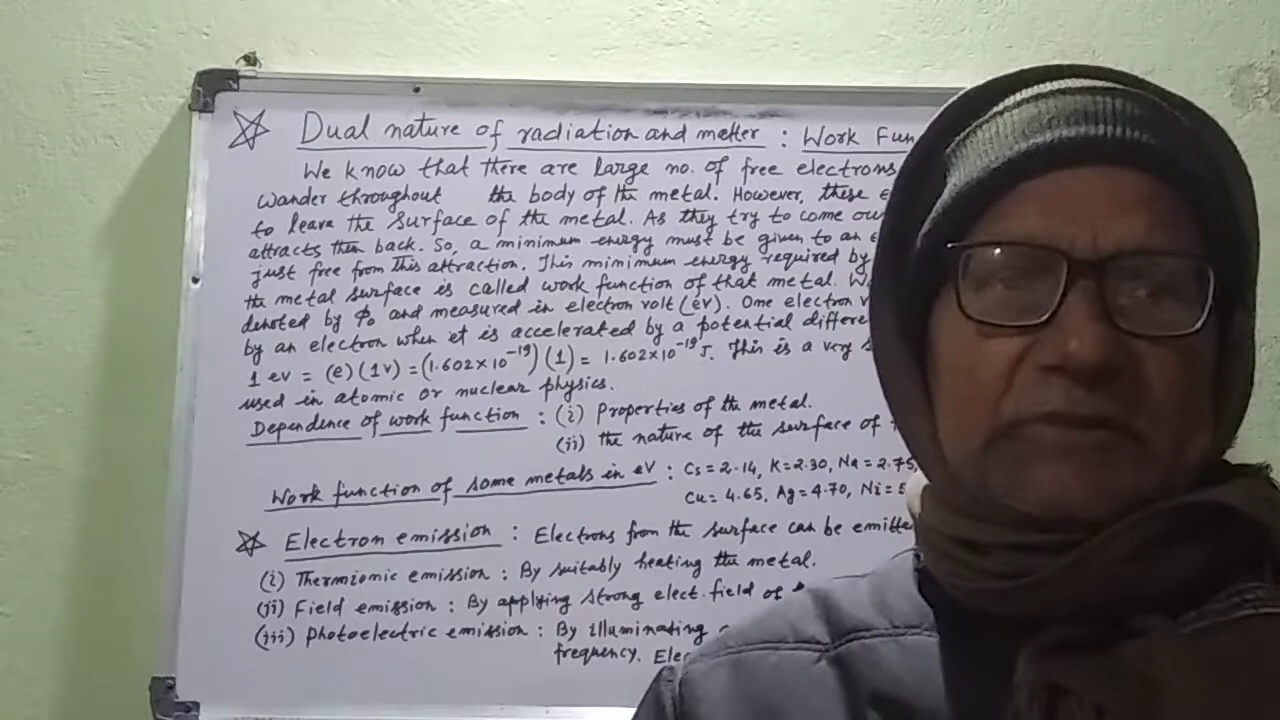 Dual nature of radiation and matter : Work Fun
We know that there are large no. of free electrons
wander throughout the body of the metal. However, these
to leave the surface of the metal. As they try to come ou
attracts them back. So, a minimum energy must be given to an
just free from this attraction. This minimum energy required by
the metal surface is called work function of that metal. W
denoted by Φ₀ and measured in electron volt (ev). One electron v
by an electron when it is accelerated by a potential differe
1 ev = (e) (1v) = (1.602×10⁻¹⁹) (1) = 1.602×10⁻¹⁹J. This is a very s
used in atomic or nuclear physics.
Dependence of work function : (i) Properties of the metal.
(ii) the nature of the surface of
Work function of some metals in eV : Cs = 2.14, K = 2.30, Na = 2.75,
Cu = 4.65, Ag = 4.70, Ni = 5
Electron emission : Electrons from the surface can be emitte
(i) Thermionic emission : By suitably heating the metal.
(ii) Field emission : By applying strong elect. field of
(iii) Photoelectric emission : By illuminating
frequency. Elec